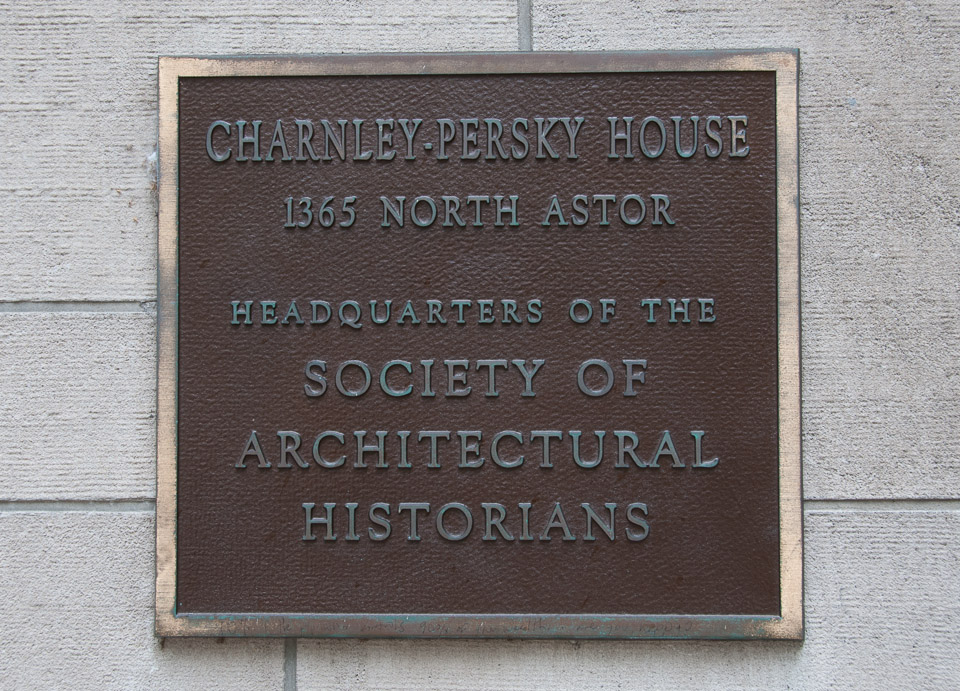 CHARNLEY-PERSKY HOUSE
1365 NORTH ASTOR
HEADQUARTERS OF THE
SOCIETY OF
ARCHITECTURAL
HISTORIANS